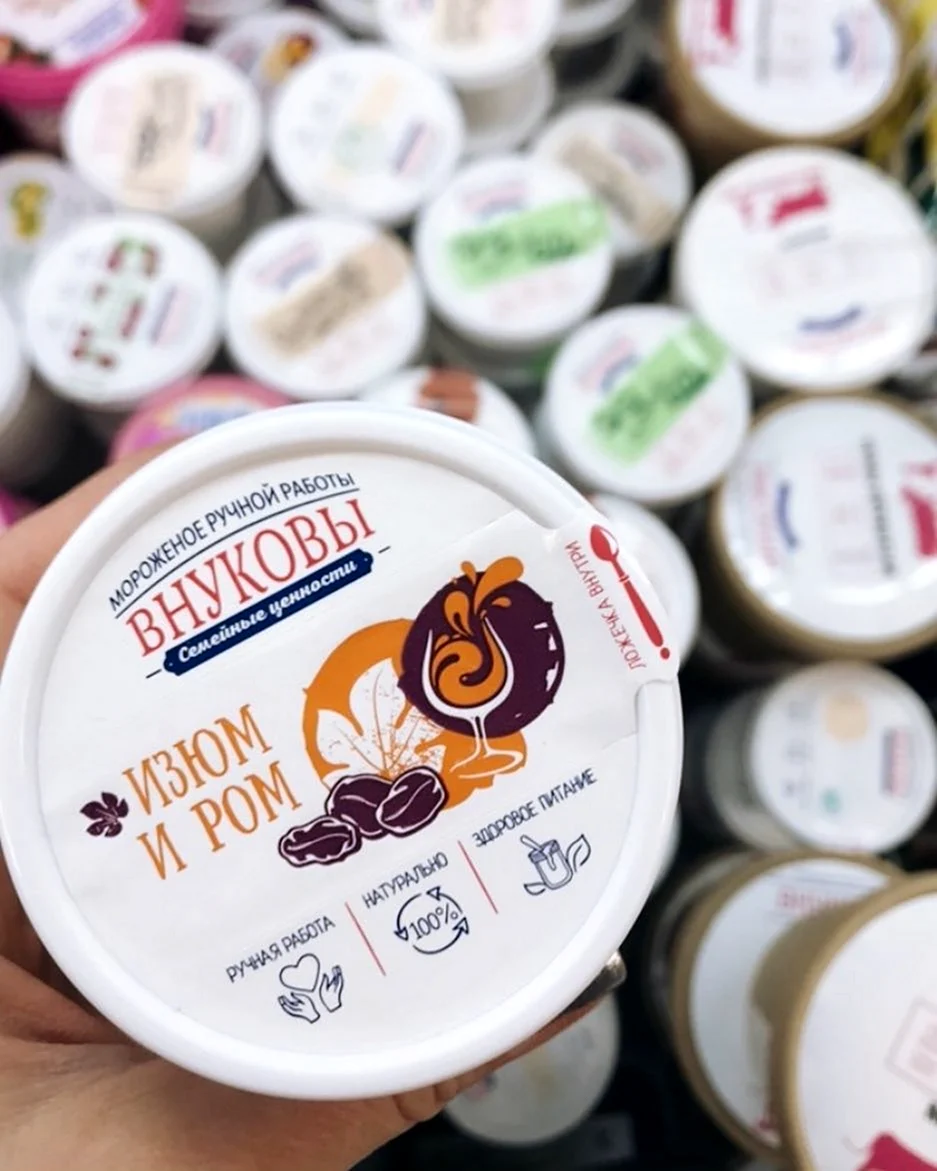 МОРОЖЕНОЕ РУЧНОЙ РАБОТЫ
ВНУКОВЫ
Семейные ценности
ЛОЖЕЧКА ВНУТРИ
ИЗЮМ
И РОМ
РУЧНАЯ РАБОТА
НАТУРАЛЬНО
100%
ЗДОРОВОЕ ПИТАНИЕ